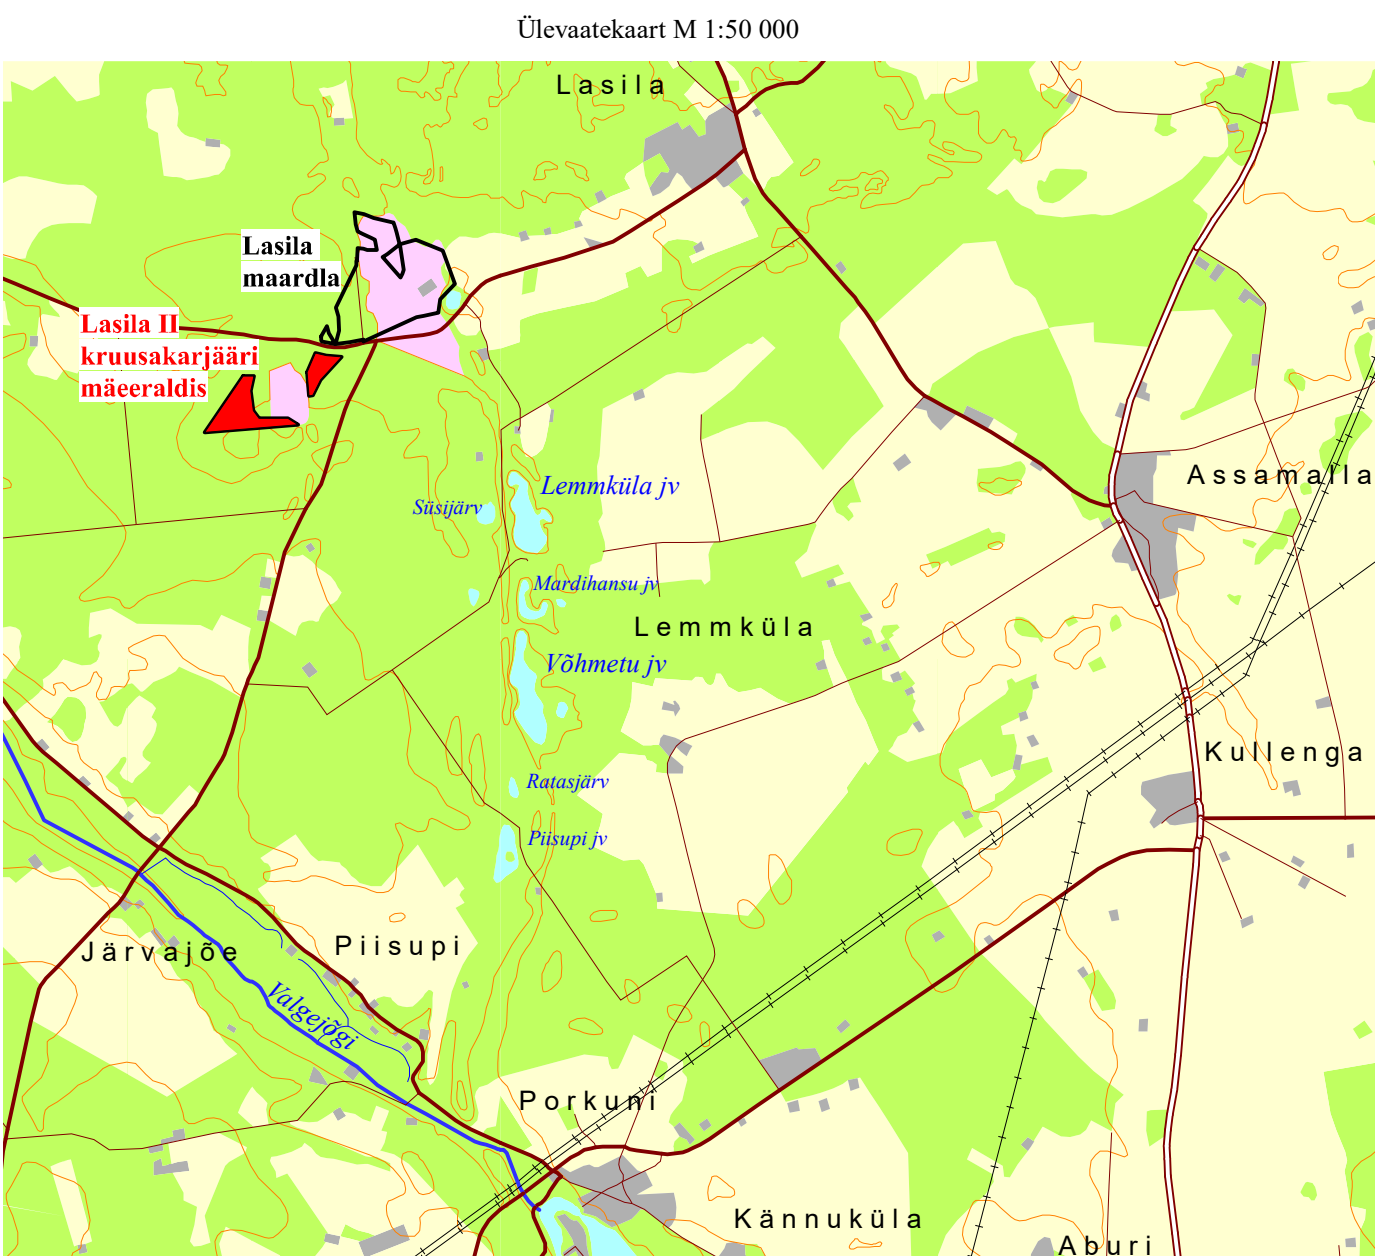 Ülevaatekaart M 1:50 000
Lasila
Lasila
maardla
Lasila II
kruusakarjääri
mäeeraldis
Assamalla
Lemmküla jv
Süsijärv
Mardihansu jv
Lemmküla
Võhmetu jv
Kullenga
Ratasjärv
Piisupi jv
Järvajõe
Piisupi
Valgejõgi
Porkuni
Kännuküla
Aburi